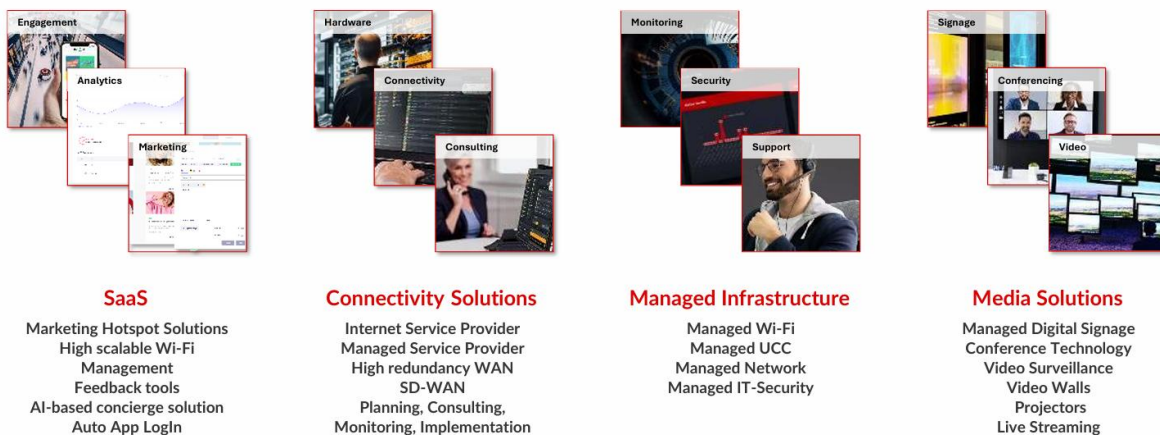 Engagement
Analytics
Marketing
Hardware
Connectivity
Consulting
Monitoring
Security
Support
Signage
Conferencing
Video
SaaS
Marketing Hotspot Solutions
High scalable Wi-Fi
Management
Feedback tools
AI-based concierge solution
Auto App LogIn
Connectivity Solutions
Internet Service Provider
Managed Service Provider
High redundancy WAN
SD-WAN
Planning, Consulting,
Monitoring, Implementation
Managed Infrastructure
Managed Wi-Fi
Managed UCC
Managed Network
Managed IT-Security
Media Solutions
Managed Digital Signage
Conference Technology
Video Surveillance
Video Walls
Projectors
Live Streaming